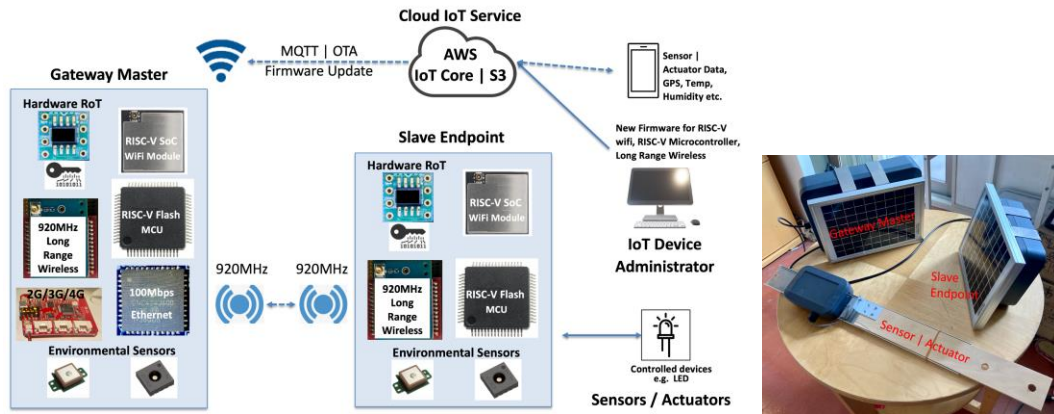 Cloud IoT Service
AWS
IoT Core | S3
MQTT | OTA
Firmware Update
Sensor |
Actuator Data,
GPS, Temp,
Humidity etc.
New Firmware for RISC-V
wifi, RISC-V Microcontroller,
Long Range Wireless
IoT Device
Administrator
Gateway Master
Hardware RoT
1010101!
RISC-V SoC
WiFi Module
920MHz
Long
Range
Wireless
RISC-V Flash
MCU
2G/3G/4G
100Mbps
Ethernet
Environmental Sensors
920MHz
920MHz
Slave Endpoint
Hardware RoT
RISC-V SoC
WiFi Module
920MHz
Long
Range
Wireless
RISC-V Flash
MCU
Environmental Sensors
Controlled devices
e.g. LED
Sensors / Actuators
Gateway Master
Slave
Endpoint
Sensor | Actuator